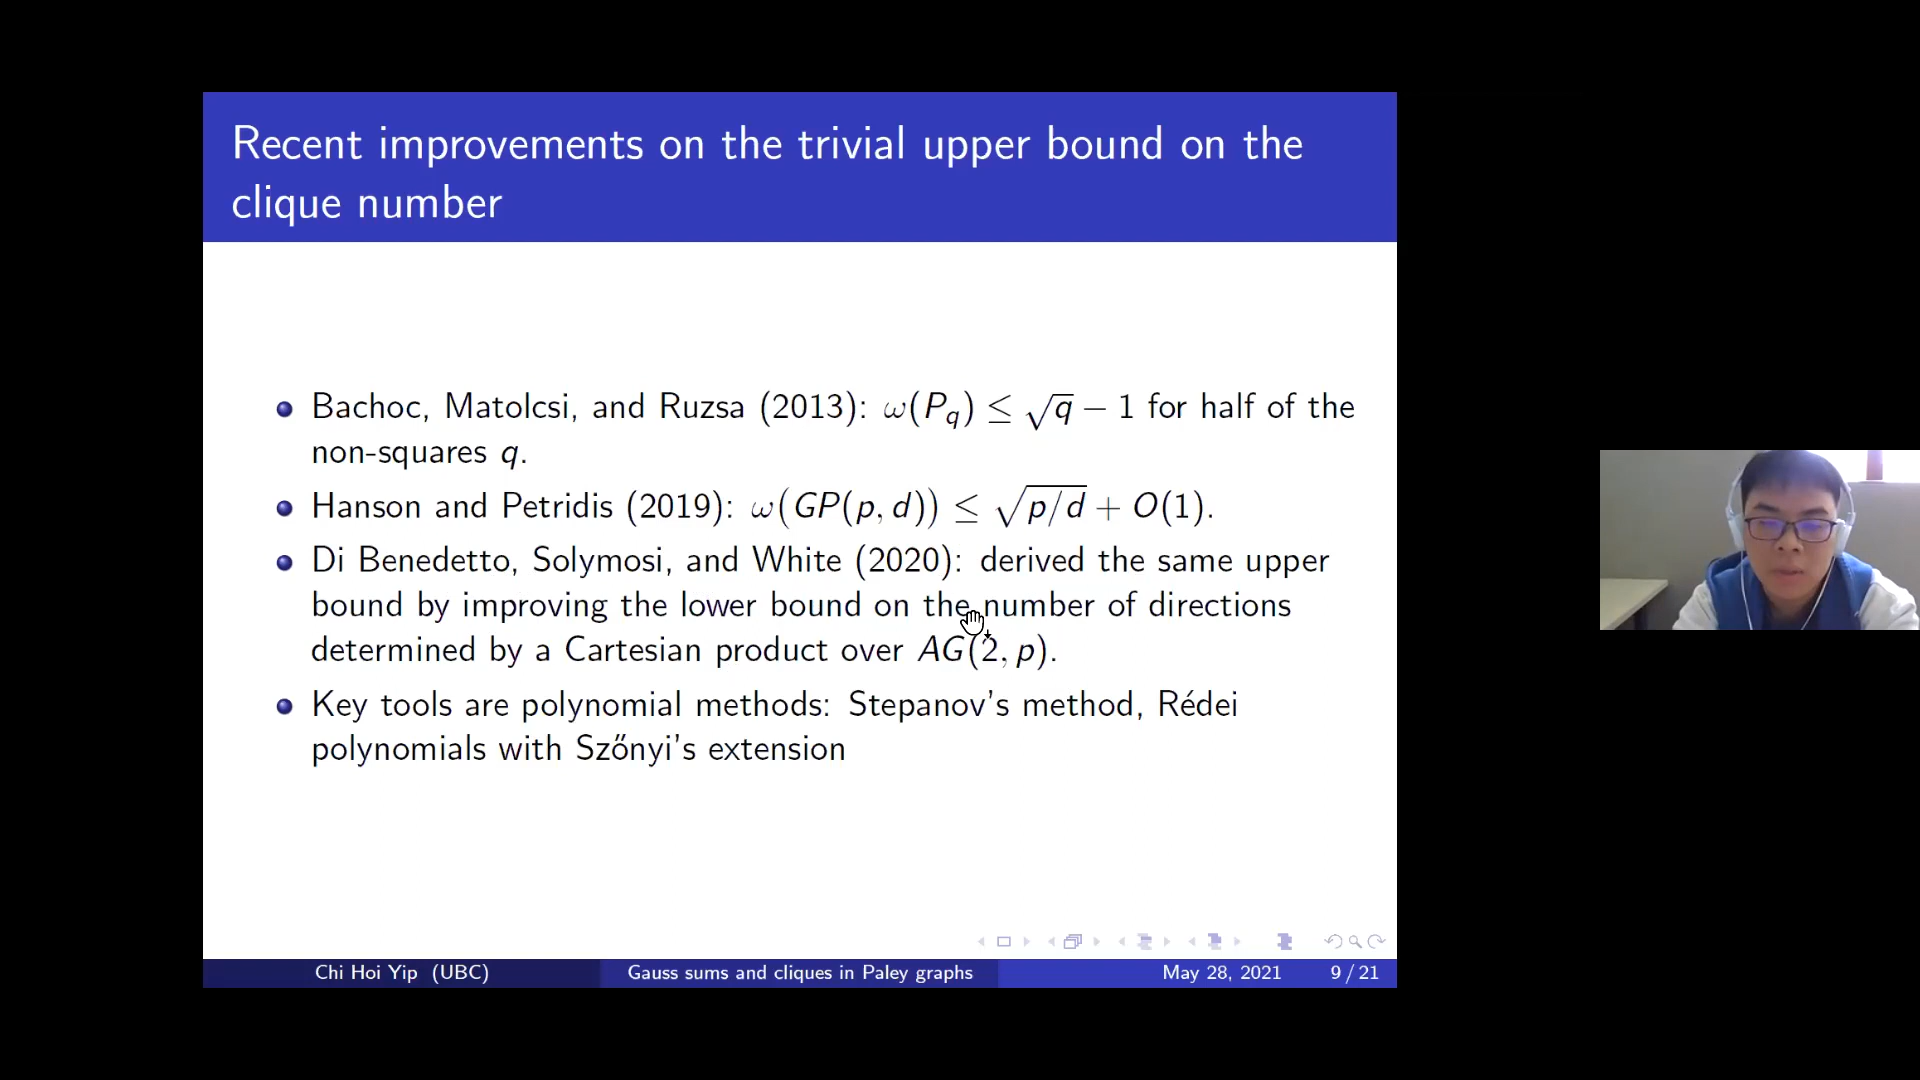 Recent improvements on the trivial upper bound on the
clique number
Bachoc, Matolcsi, and Ruzsa (2013): ω(P_q) ≤ √q − 1 for half of the
non-squares q.
Hanson and Petridis (2019): ω(GP(p, d)) ≤ √(p/d) + O(1).
Di Benedetto, Solymosi, and White (2020): derived the same upper
bound by improving the lower bound on the number of directions
determined by a Cartesian product over AG(2, p).
Key tools are polynomial methods: Stepanov's method, Rédei
polynomials with Szőnyi's extension
Chi Hoi Yip (UBC) Gauss sums and cliques in Paley graphs May 28, 2021 9 / 21